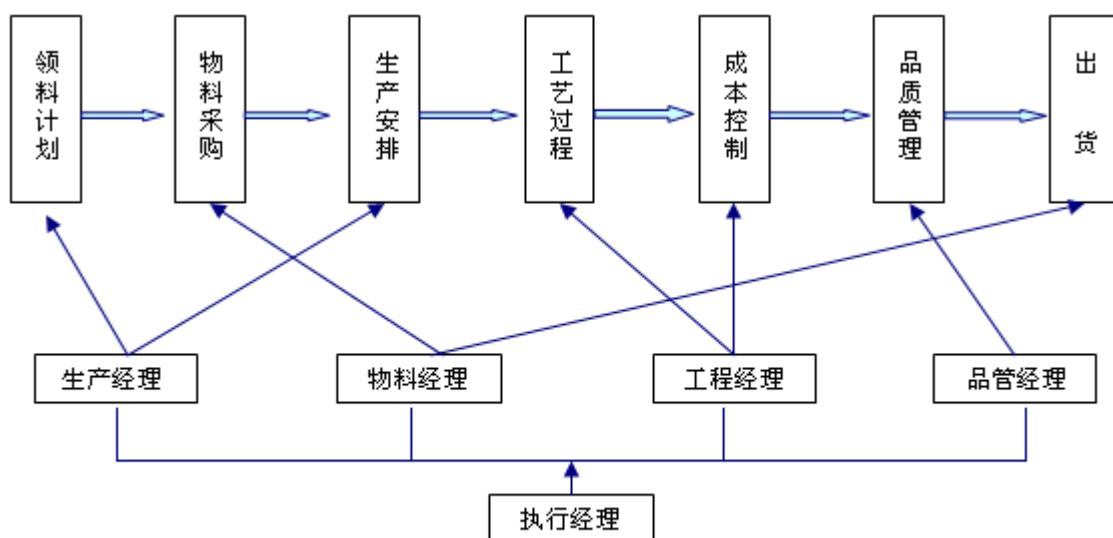 领料计划
物料采购
生产安排
工艺过程
成本控制
品质管理
出货
生产经理
物料经理
工程经理
品管经理
执行经理